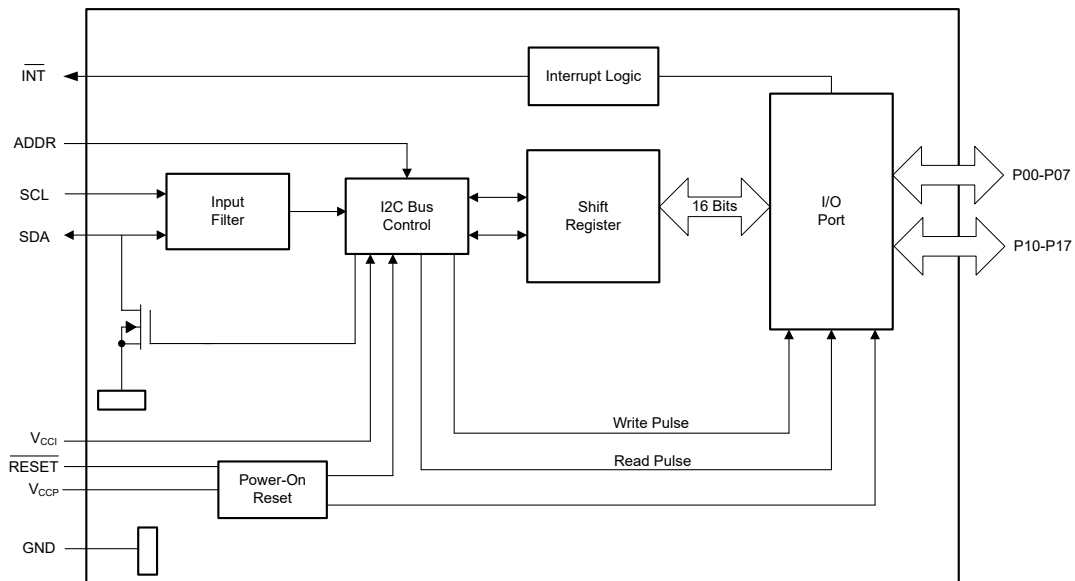 INT
Interrupt Logic
ADDR
SCL
SDA
Input
Filter
I2C Bus
Control
Shift
Register
16 Bits
I/O
Port
P00-P07
P10-P17
Write Pulse
Read Pulse
VCCI
RESET
VCCP
Power-On
Reset
GND